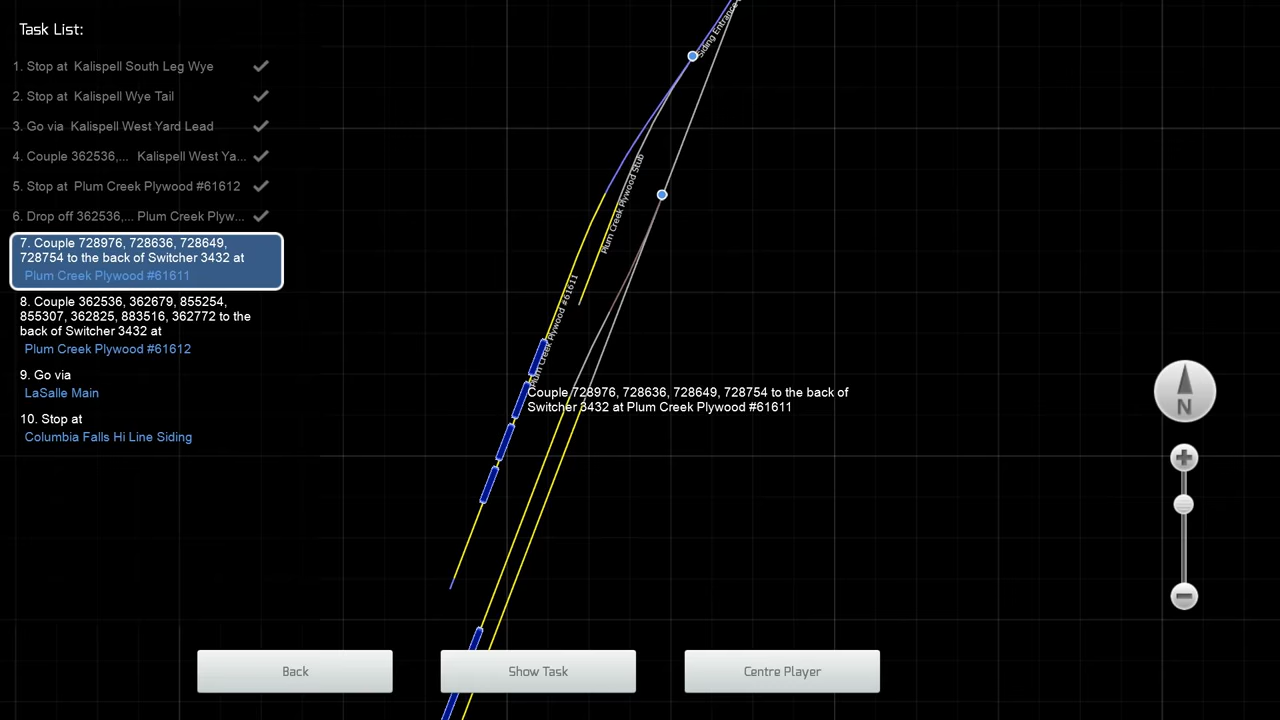 Task List:
1. Stop at  Kalispell South Leg Wye
2. Stop at  Kalispell Wye Tail
3. Go via  Kalispell West Yard Lead
4. Couple 362536,...  Kalispell West Ya...
5. Stop at  Plum Creek Plywood #61612
6. Drop off 362536,... Plum Creek Plyw...
7. Couple 728976, 728636, 728649,
728754 to the back of Switcher 3432 at
Plum Creek Plywood #61611
8. Couple 362536, 362679, 855254,
855307, 362825, 883516, 362772 to the
back of Switcher 3432 at
Plum Creek Plywood #61612
9. Go via
LaSalle Main
10. Stop at
Columbia Falls Hi Line Siding
Siding Entrance
Plum Creek Plywood Stub
Plum Creek Plywood #61611
Couple 728976, 728636, 728649, 728754 to the back of
Switcher 3432 at Plum Creek Plywood #61611
N
Back
Show Task
Centre Player